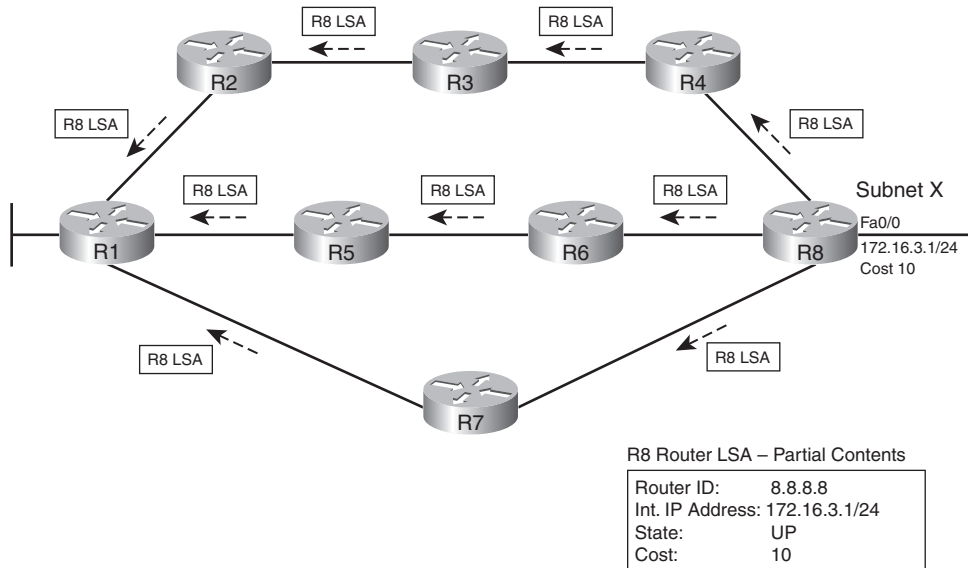 R8 LSA
R8 LSA
R2
R3
R4
R8 LSA
R8 LSA
R8 LSA
R8 LSA
R8 LSA
Subnet X
Fa0/0
172.16.3.1/24
Cost 10
R1
R5
R6
R8
R8 LSA
R8 LSA
R7
R8 Router LSA – Partial Contents
Router ID: 8.8.8.8
Int. IP Address: 172.16.3.1/24
State: UP
Cost: 10